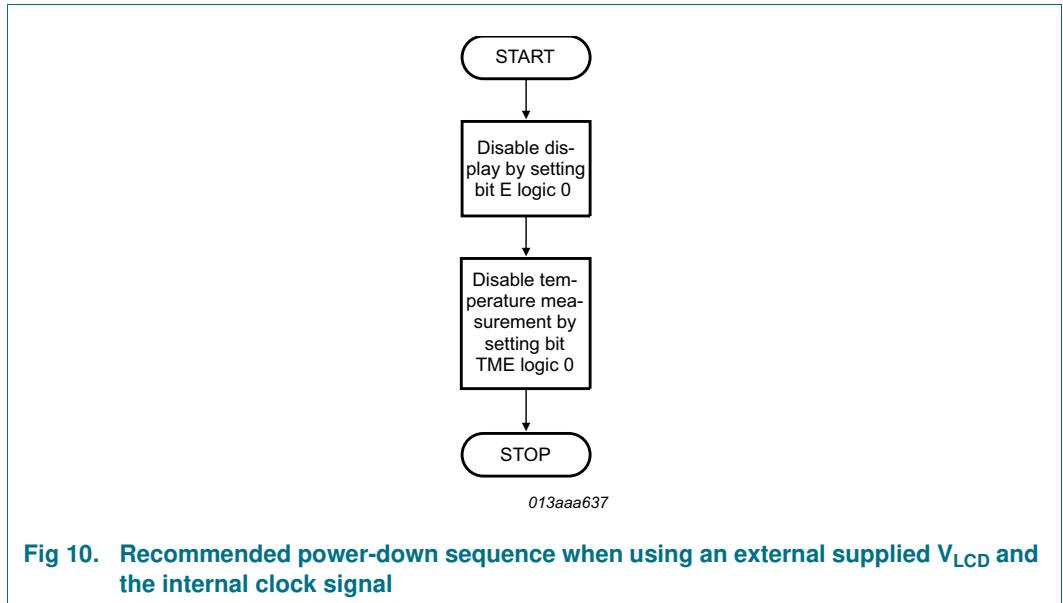 START
Disable dis-
play by setting
bit E logic 0
Disable tem-
perature mea-
surement by
setting bit
TME logic 0
STOP
013aaa637
Fig 10. Recommended power-down sequence when using an external supplied VLCD and
the internal clock signal